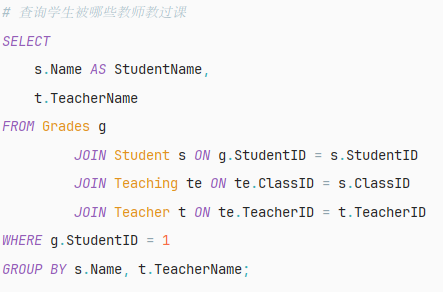 # 查询学生被哪些教师教过课
SELECT
    s.Name AS StudentName,
    t.TeacherName
FROM Grades g
         JOIN Student s ON g.StudentID = s.StudentID
         JOIN Teaching te ON te.ClassID = s.ClassID
         JOIN Teacher t ON te.TeacherID = t.TeacherID
WHERE g.StudentID = 1
GROUP BY s.Name, t.TeacherName;